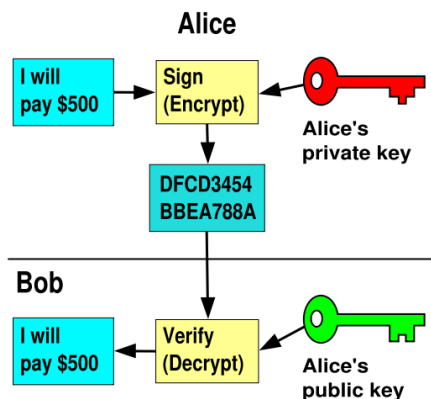 Alice
I will
pay $500
Sign
(Encrypt)
Alice's
private key
DFCD3454
BBEA788A
Bob
I will
pay $500
Verify
(Decrypt)
Alice's
public key